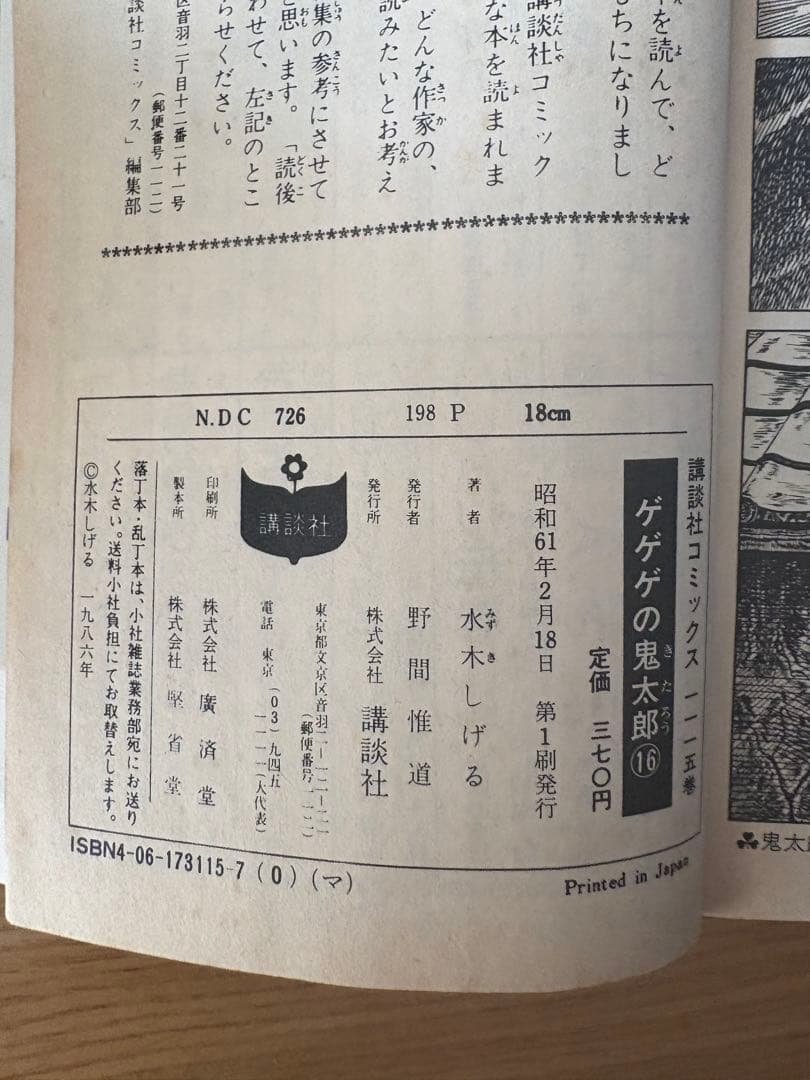 を読んで、ど
もちになりまし
講談社コミック
な本を読まれま
どんな作家の、
読みたいとお考え
集の参考にさせて
と思います。「読後
わせて、左記のとこ
らせください。
区音羽二丁目十二番二十一号
(郵便番号一一二)
談社コミックス」編集部
N.DC 726 198 P 18cm
講談社コミックス 一一一五巻
ゲゲゲの鬼太郎⑯
定価 三七〇円
昭和61年2月18日 第1刷発行
著者 水木しげる
発行者 野間惟道
発行所 株式会社 講談社
東京都文京区音羽二-一二-二一
(郵便番号一一二)
電話 東京(03)九四五
一一一一(大代表)
講談社
印刷所 株式会社 廣済堂
製本所 株式会社 堅省堂
落丁本・乱丁本は、小社雑誌業務部宛にお送り
ください。送料小社負担にてお取替えします。
©水木しげる 一九八六年
ISBN4-06-173115-7 (0) (マ)
Printed in Japan
鬼太